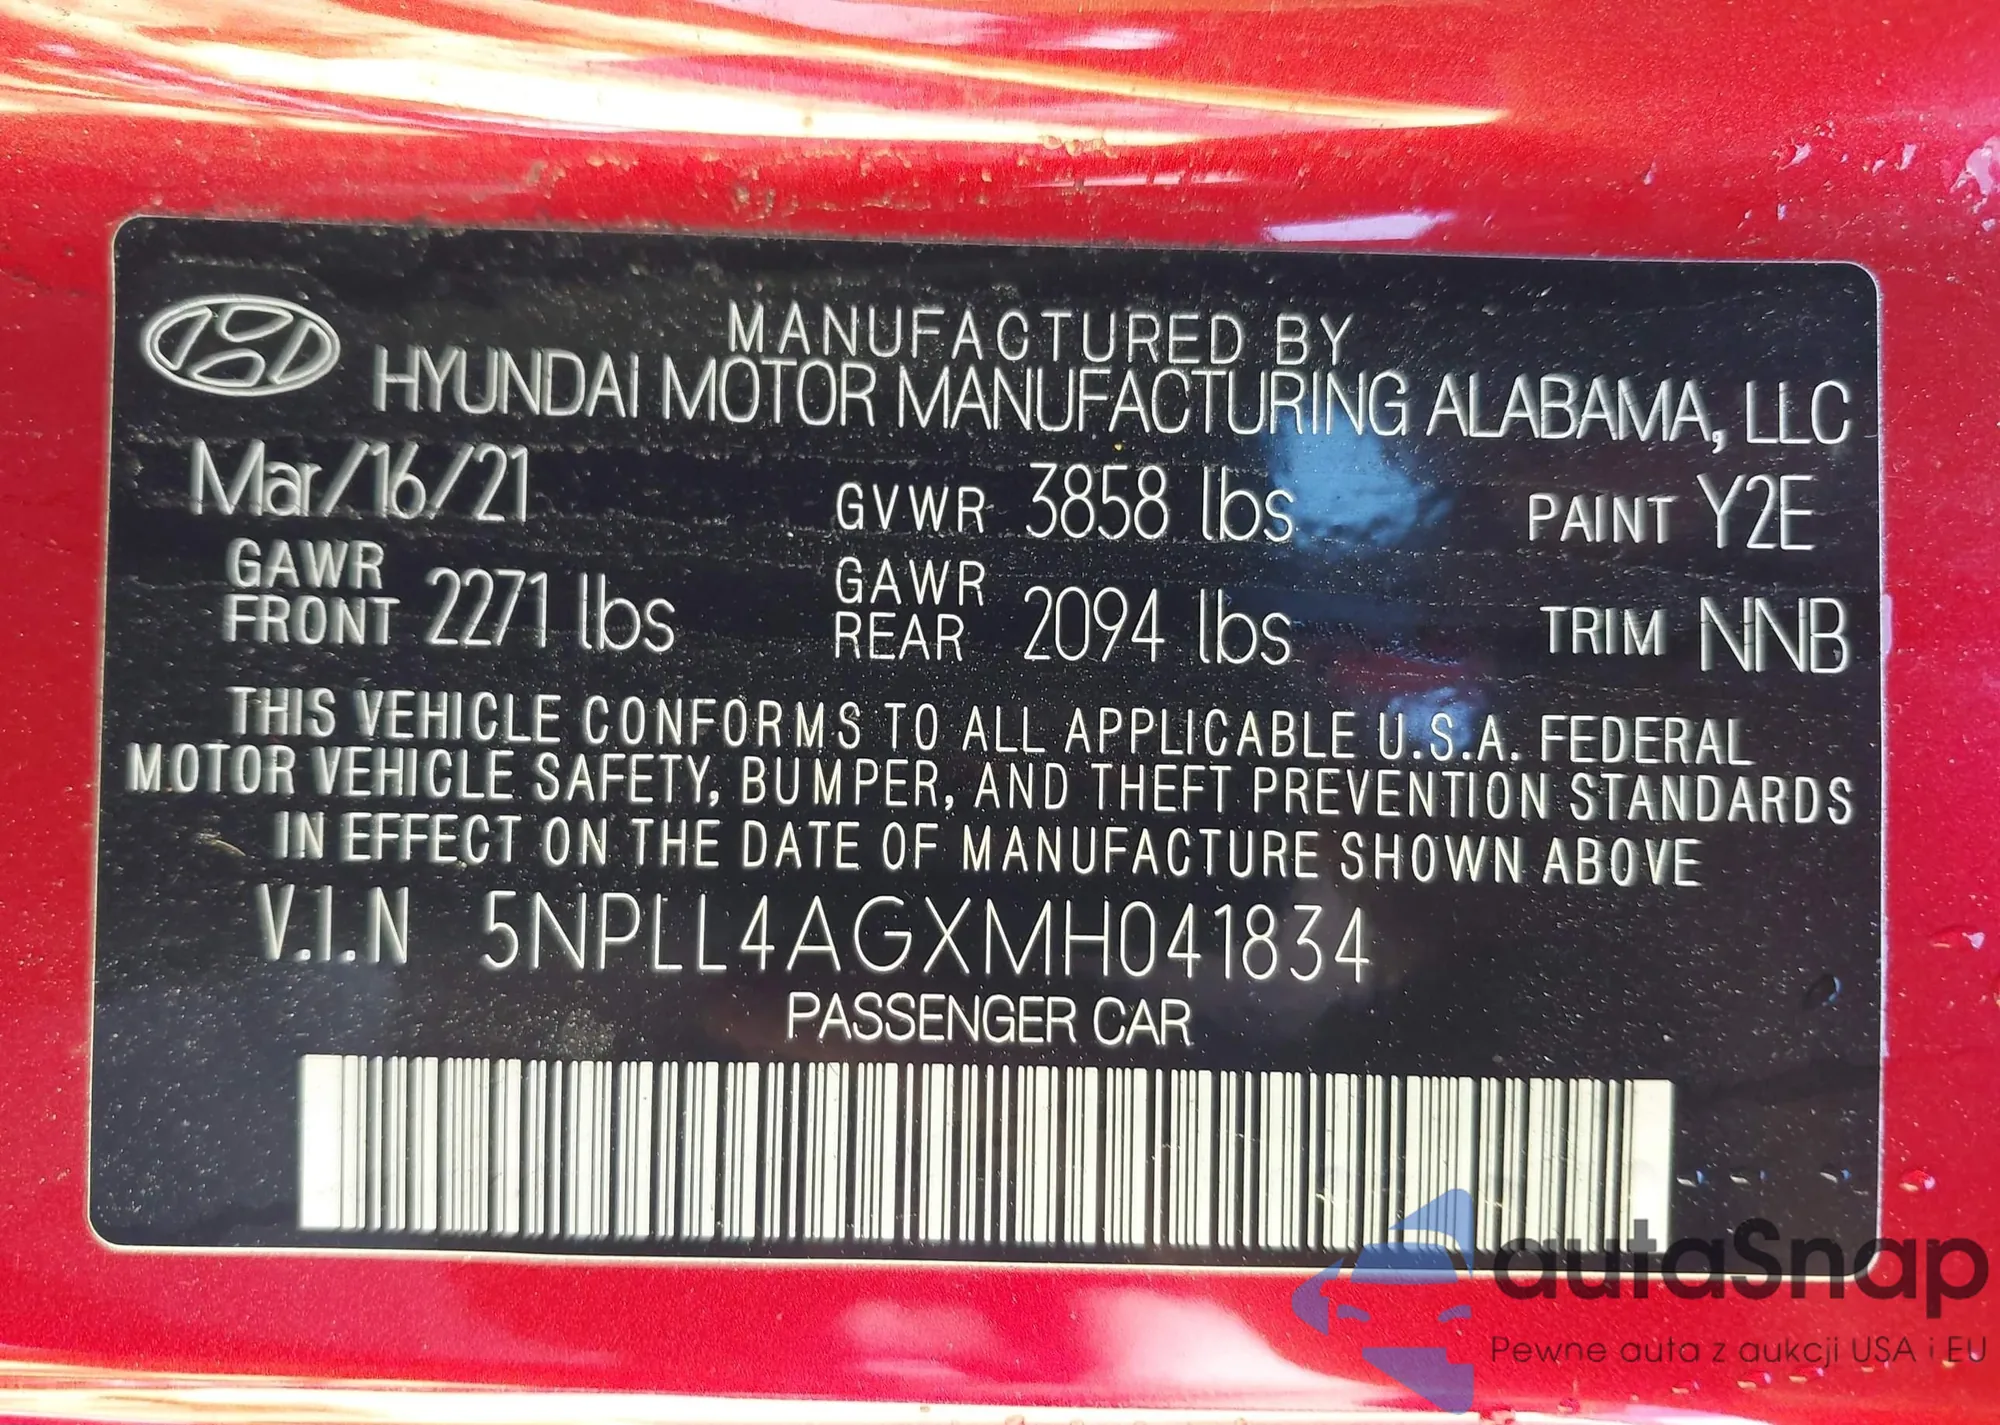 MANUFACTURED BY
HYUNDAI MOTOR MANUFACTURING ALABAMA, LLC
Mar/16/21 GVWR 3858 lbs PAINT Y2E
GAWR FRONT 2271 lbs GAWR REAR 2094 lbs TRIM NNB
THIS VEHICLE CONFORMS TO ALL APPLICABLE U.S.A. FEDERAL
MOTOR VEHICLE SAFETY, BUMPER, AND THEFT PREVENTION STANDARDS
IN EFFECT ON THE DATE OF MANUFACTURE SHOWN ABOVE
V.I.N 5NPLL4AGXMH041834
PASSENGER CAR
autaSnap
Pewne auta z aukcji USA i EU